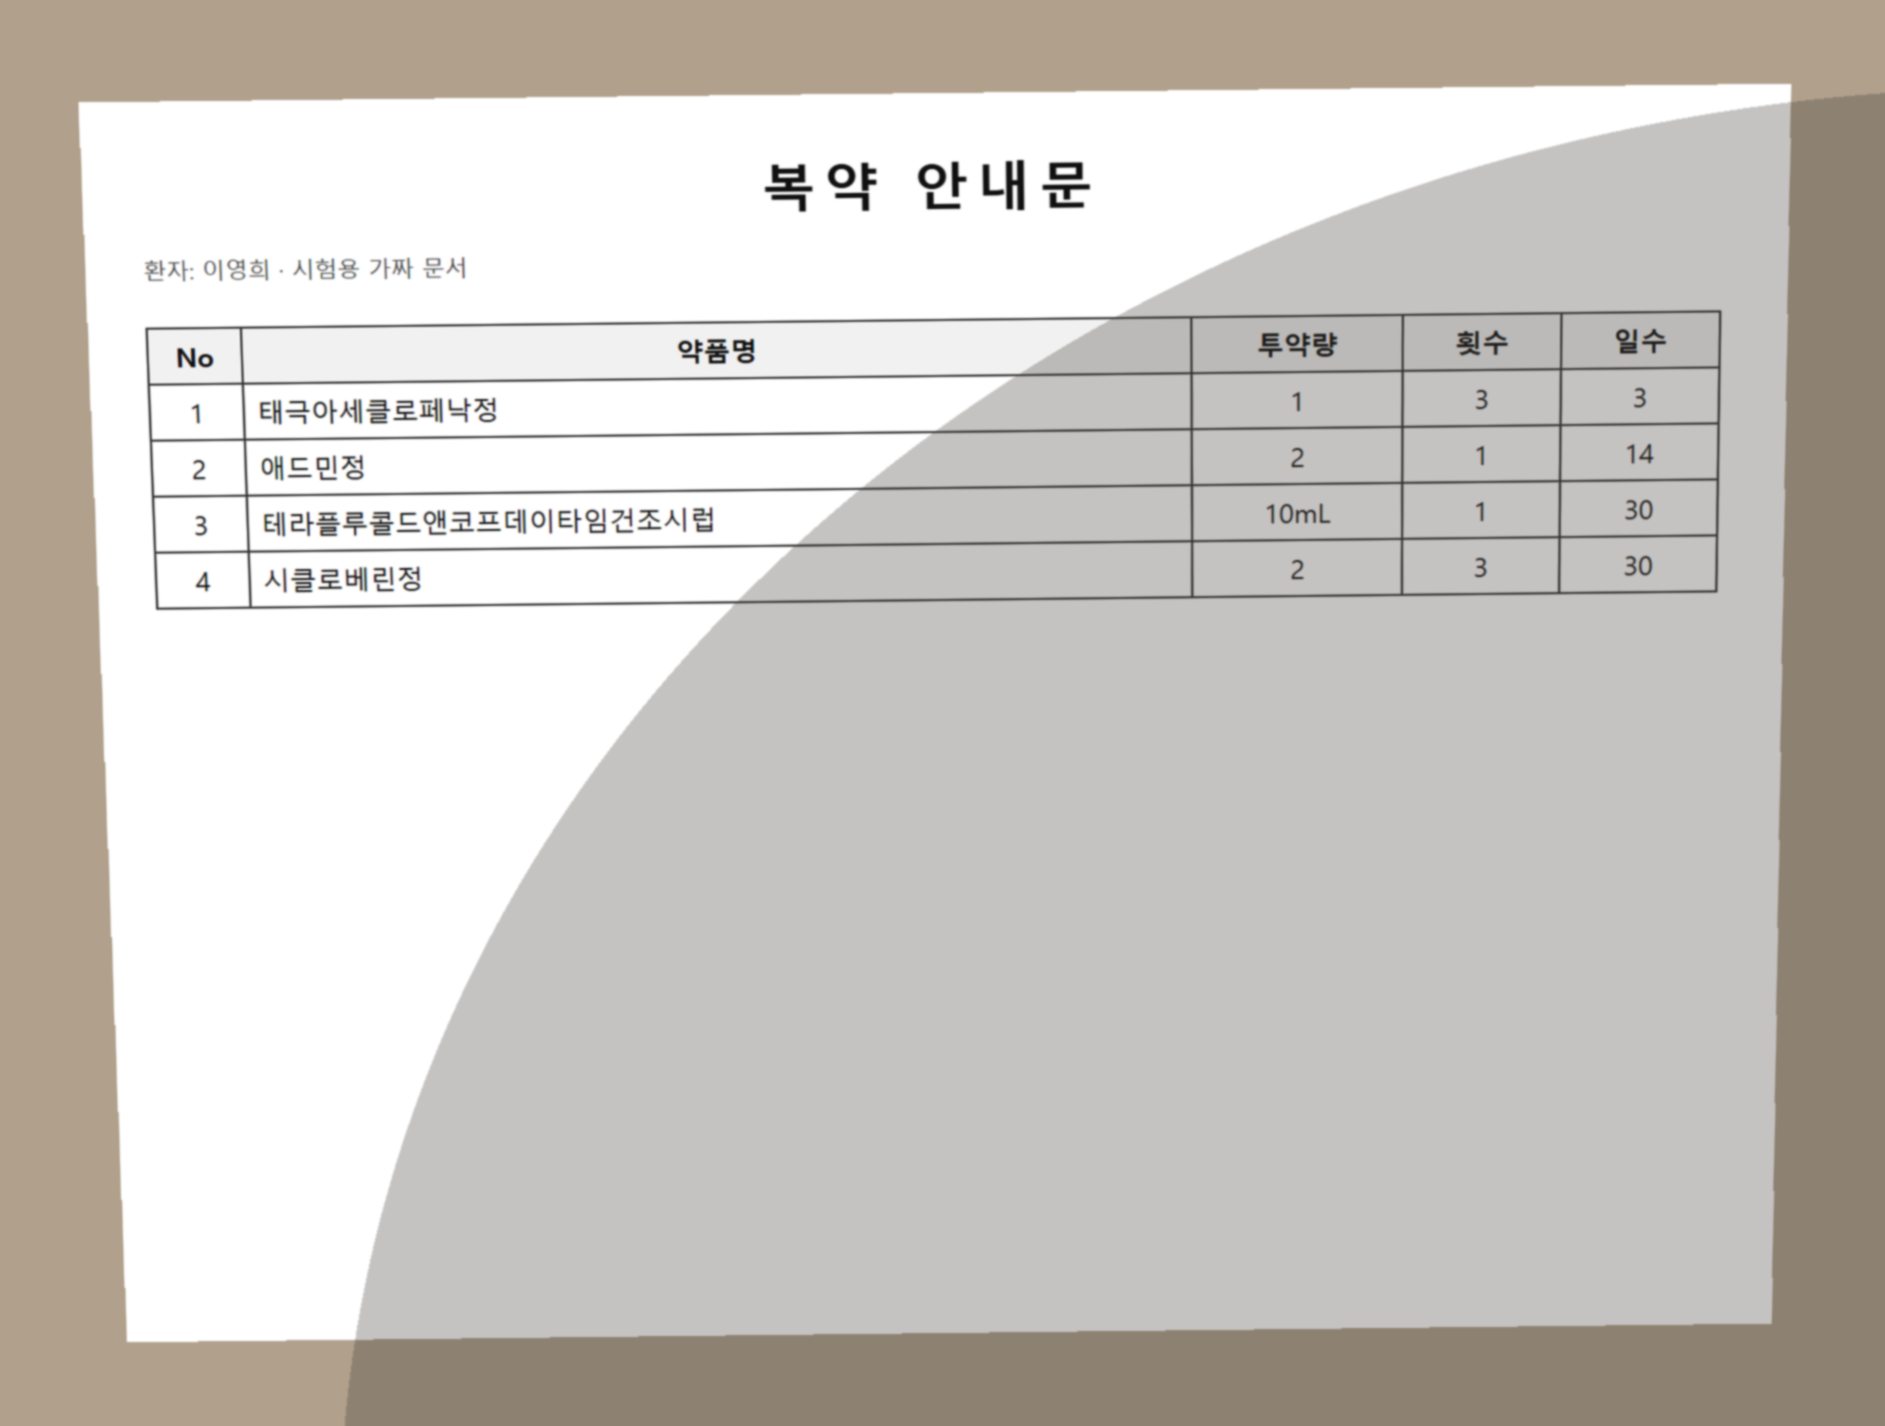 복약 안내문
환자: 이영희 · 시험용 가짜 문서
No 약품명 투약량 횟수 일수
1 태극아세클로페낙정 1 3 3
2 애드민정 2 1 14
3 테라플루콜드앤코프데이타임건조시럽 10mL 1 30
4 시클로베린정 2 3 30